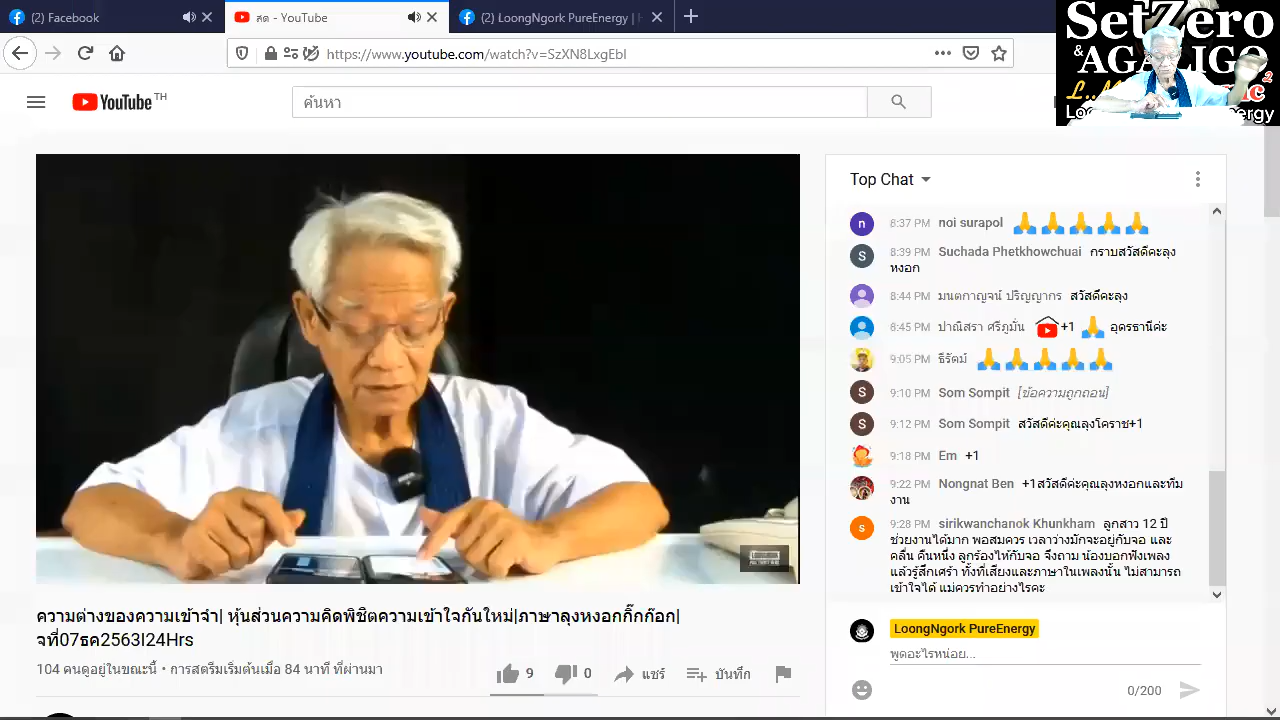 (2) Facebook
สด - YouTube
(2) LoongNgork PureEnergy | H
https://www.youtube.com/watch?v=SzXN8LxgEbI
SetZero
& AGALIGO
YouTube TH
ค้นหา
Top Chat
8:37 PM noi surapol 🙏🙏🙏🙏🙏
8:39 PM Suchada Phetkhowchuai กราบสวัสดีคะลุง
หงอก
8:44 PM มนตกาญจน์ ปริญญากร สวัสดีคะลุง
8:45 PM ปาณิสรา ศรีภูมั่น +1 🙏 อุดรธานีค่ะ
9:05 PM ธีรัตม์ 🙏🙏🙏🙏🙏
9:10 PM Som Sompit [ข้อความถูกถอน]
9:12 PM Som Sompit สวัสดีค่ะคุณลุงโคราช+1
9:18 PM Em +1
9:22 PM Nongnat Ben +1สวัสดีค่ะคุณลุงหงอกและทีม
งาน
9:28 PM sirikwanchanok Khunkham ลูกสาว 12 ปี
ช่วยงานได้มาก พอสมควร เวลาว่างมักจะอยู่กับจอ และ
คลื่น คืนหนึ่ง ลูกร้องไห้กับจอ จึงถาม น้องบอกฟังเพลง
แล้วรู้สึกเศร้า ทั้งที่เสียงและภาษาในเพลงนั้น ไม่สามารถ
เข้าใจได้ แม่ควรทำอย่างไรคะ
LoongNgork PureEnergy
พูดอะไรหน่อย...
0/200
ความต่างของความเข้าจำ| หุ้นส่วนความคิดพิชิตความเข้าใจกันใหม่|ภาษาลุงหงอกกิ๊กก๊อก|
จที่07ธค2563I24Hrs
104 คนดูอยู่ในขณะนี้ • การสตรีมเริ่มต้นเมื่อ 84 นาที ที่ผ่านมา
9
0
แชร์
บันทึก